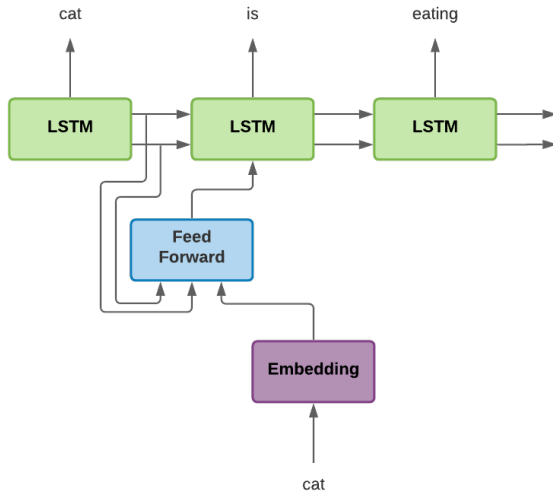 cat
is
eating
LSTM
LSTM
LSTM
Feed
Forward
Embedding
cat